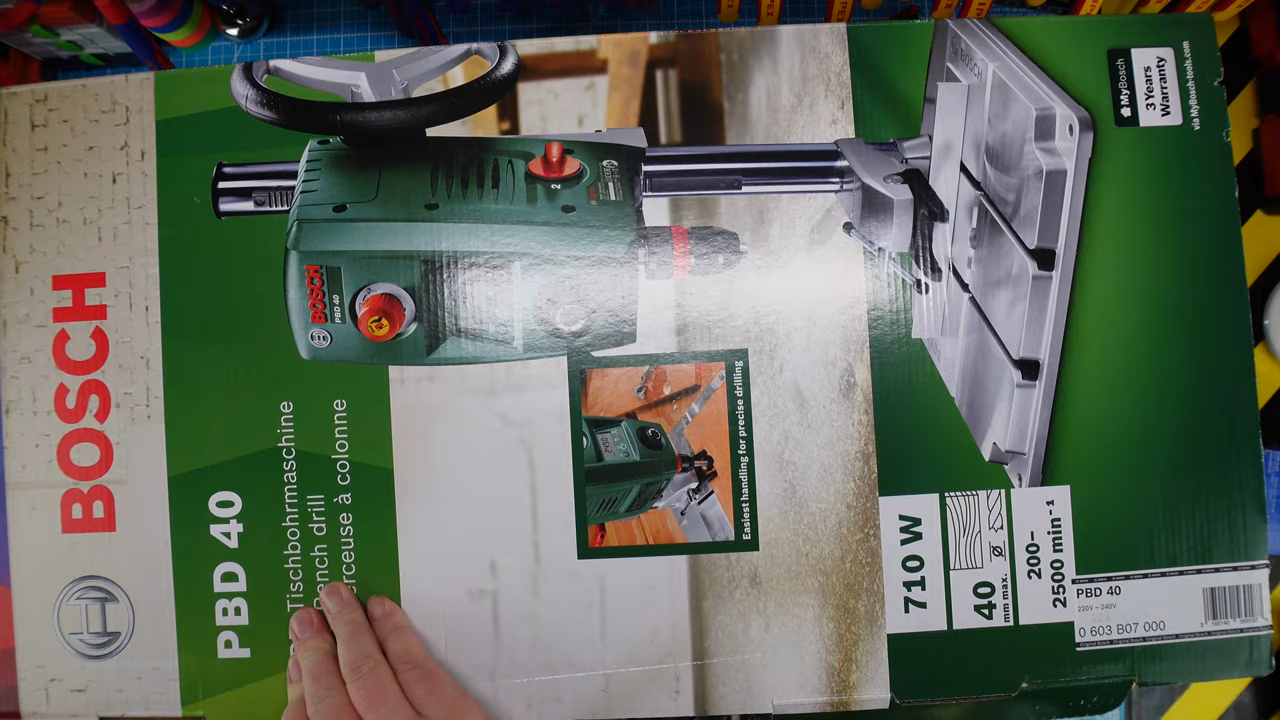 BOSCH
PBD 40
Tischbohrmaschine
Bench drill
Perceuse à colonne
BOSCH
PBD 40
2
BOSCH
Easiest handling for precise drilling
MyBosch
3 Years
Warranty
via MyBosch-tools.com
710 W
40
mm max.
Ø
200–
2500 min⁻¹
PBD 40
220V – 240V
0 603 B07 000